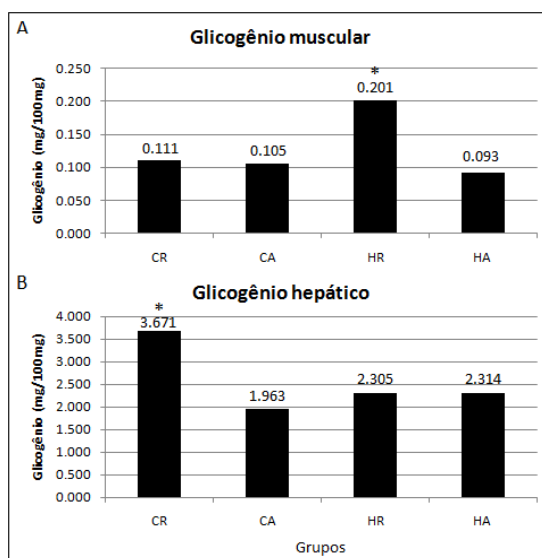 A
Glicogênio muscular
Glicogênio (mg/100mg)
0.250
0.200
0.150
0.100
0.050
0.000
0.111
0.105
*
0.201
0.093
CR CA HR HA
B
Glicogênio hepático
Glicogênio (mg/100mg)
4.000
3.500
3.000
2.500
2.000
1.500
1.000
0.500
0.000
*
3.671
1.963
2.305
2.314
CR CA HR HA
Grupos